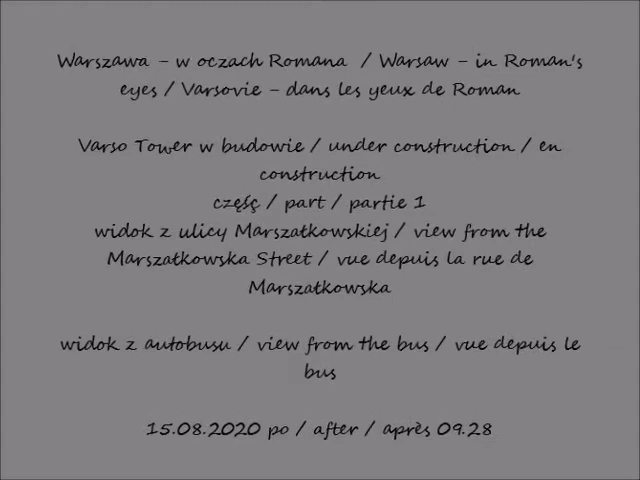 Warszawa - w oczach Romana / Warsaw - in Roman's
eyes / Varsovie - dans les yeux de Roman
Varso Tower w budowie / under construction / en
construction
częśç / part / partie 1
widok z ulicy Marszałkowskiej / view from the
Marszałkowska Street / vue depuis la rue de
Marszałkowska
widok z autobusu / view from the bus / vue depuis le
bus
15.08.2020 po / after / après 09.28